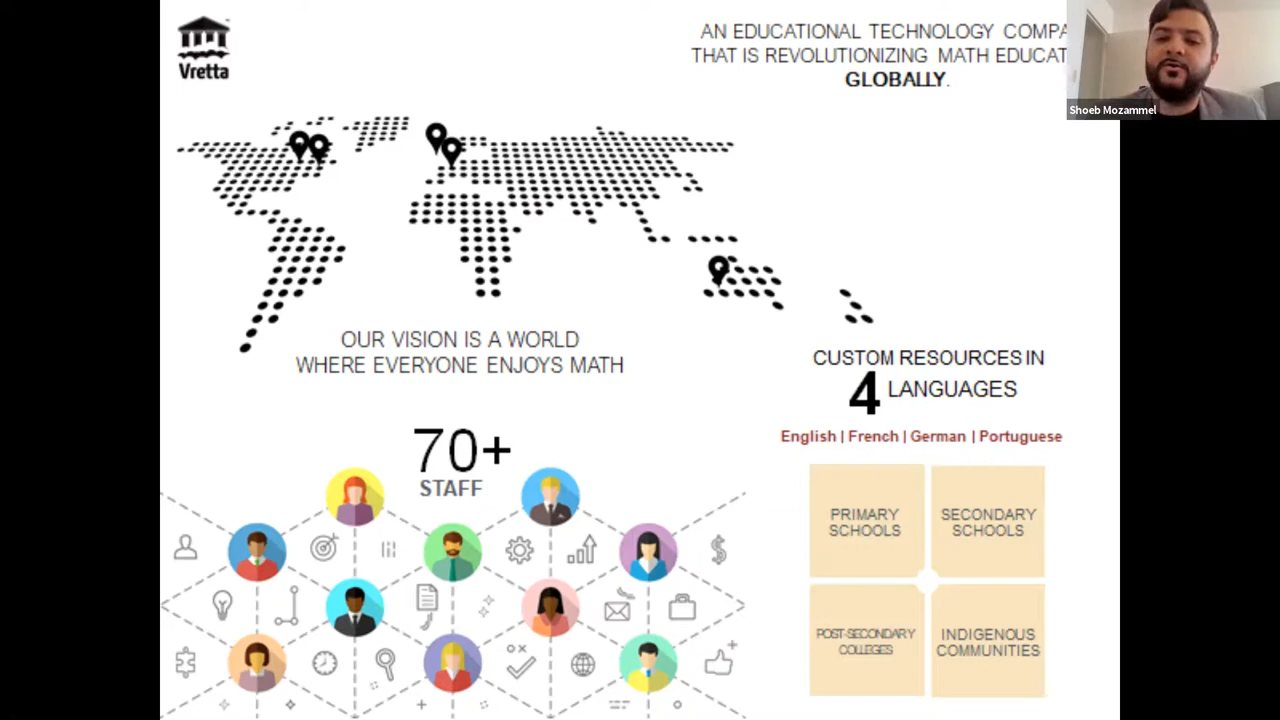 Vretta
AN EDUCATIONAL TECHNOLOGY COMPA
THAT IS REVOLUTIONIZING MATH EDUCAT
GLOBALLY.
Shoeb Mozammel
OUR VISION IS A WORLD
WHERE EVERYONE ENJOYS MATH
CUSTOM RESOURCES IN
4 LANGUAGES
English | French | German | Portuguese
70+
STAFF
PRIMARY
SCHOOLS
SECONDARY
SCHOOLS
POST-SECONDARY
COLLEGES
INDIGENOUS
COMMUNITIES